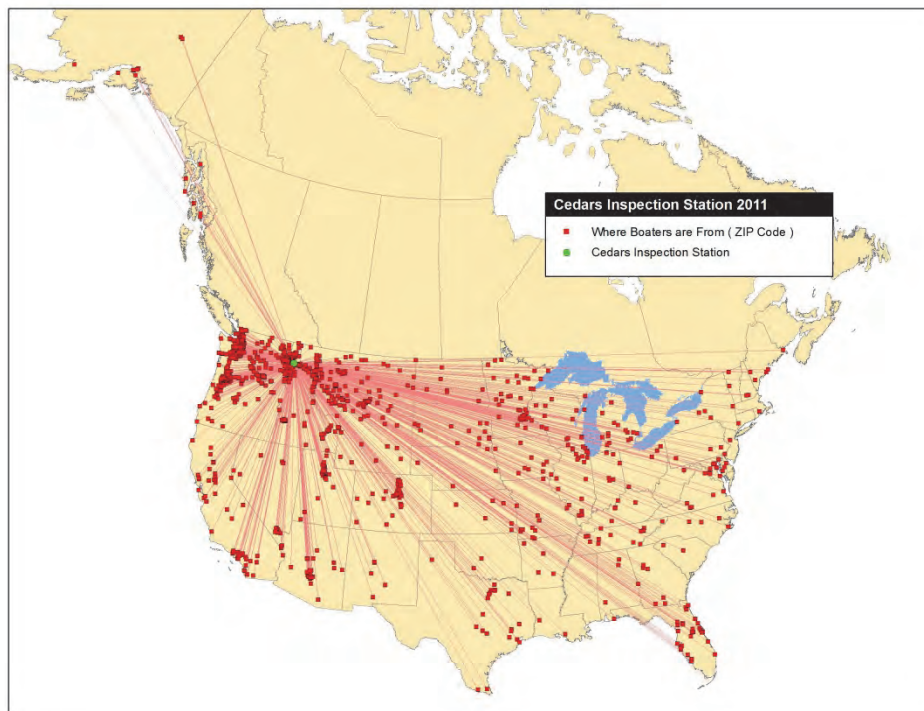 Cedars Inspection Station 2011
Where Boaters are From ( ZIP Code )
Cedars Inspection Station